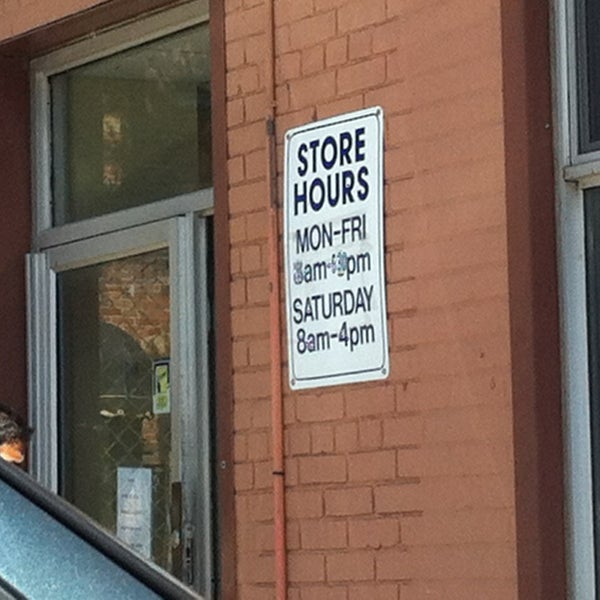 STORE
HOURS
MON-FRI
SATURDAY
8am-4pm